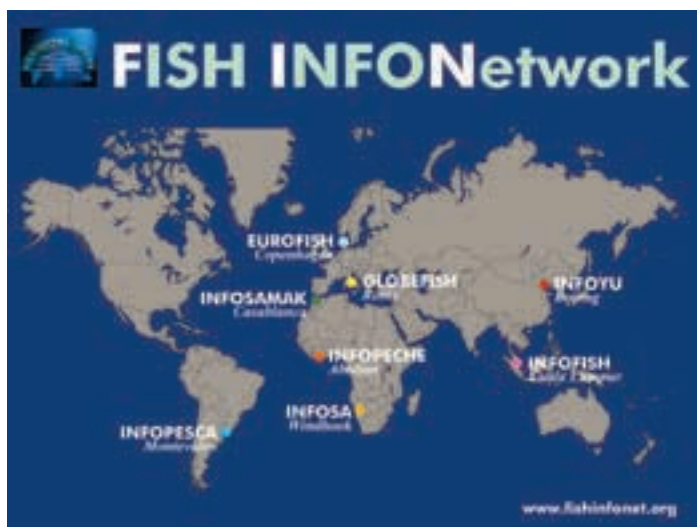 FISH INFONetwork
EUROFISH
Copenhagen
GLOBEFISH
Rome
INFOYU
Beijing
INFOSAMAK
Casablanca
INFOPECHE
Abidjan
INFOFISH
Kuala Lumpur
INFOSA
Windhoek
INFOPESCA
Montevideo
www.fishinfonet.org